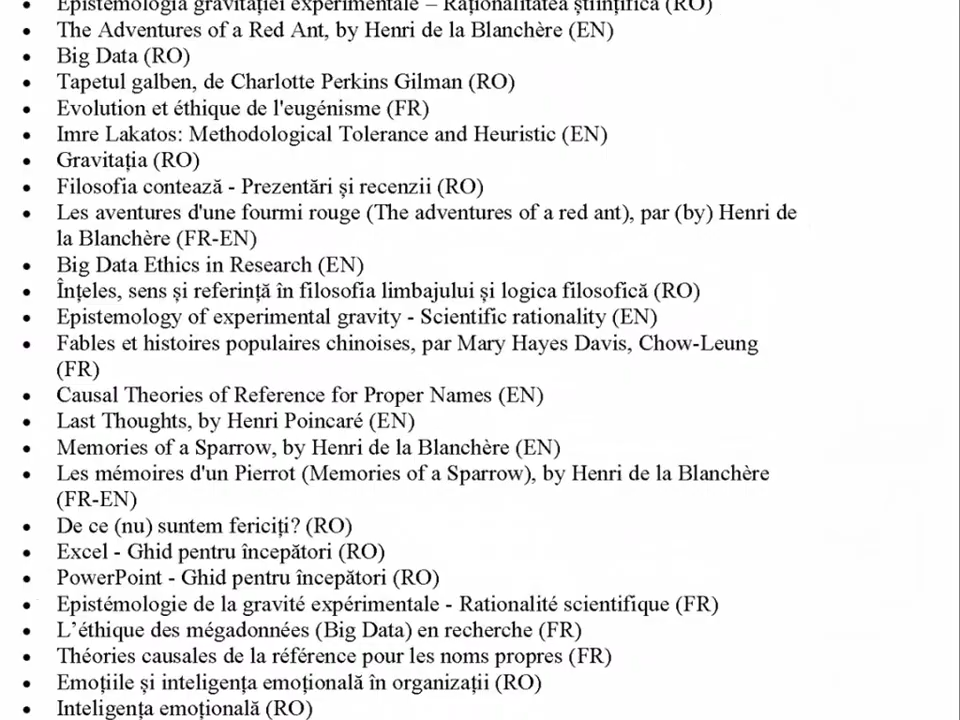 • Epistemologia gravitației experimentale – Raționalitatea științifică (RO)
• The Adventures of a Red Ant, by Henri de la Blanchère (EN)
• Big Data (RO)
• Tapetul galben, de Charlotte Perkins Gilman (RO)
• Evolution et éthique de l'eugénisme (FR)
• Imre Lakatos: Methodological Tolerance and Heuristic (EN)
• Gravitația (RO)
• Filosofia contează - Prezentări și recenzii (RO)
• Les aventures d'une fourmi rouge (The adventures of a red ant), par (by) Henri de
la Blanchère (FR-EN)
• Big Data Ethics in Research (EN)
• Înțeles, sens și referință în filosofia limbajului și logica filosofică (RO)
• Epistemology of experimental gravity - Scientific rationality (EN)
• Fables et histoires populaires chinoises, par Mary Hayes Davis, Chow-Leung
(FR)
• Causal Theories of Reference for Proper Names (EN)
• Last Thoughts, by Henri Poincaré (EN)
• Memories of a Sparrow, by Henri de la Blanchère (EN)
• Les mémoires d'un Pierrot (Memories of a Sparrow), by Henri de la Blanchère
(FR-EN)
• De ce (nu) suntem fericiți? (RO)
• Excel - Ghid pentru începători (RO)
• PowerPoint - Ghid pentru începători (RO)
• Epistémologie de la gravité expérimentale - Rationalité scientifique (FR)
• L’éthique des mégadonnées (Big Data) en recherche (FR)
• Théories causales de la référence pour les noms propres (FR)
• Emoțiile și inteligența emoțională în organizații (RO)
• Inteligența emoțională (RO)